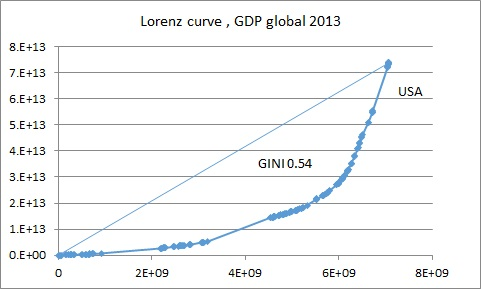 Lorenz curve , GDP global 2013
8.E+13
7.E+13
6.E+13
5.E+13
4.E+13
3.E+13
2.E+13
1.E+13
0.E+00
USA
GINI 0.54
0 2E+09 4E+09 6E+09 8E+09